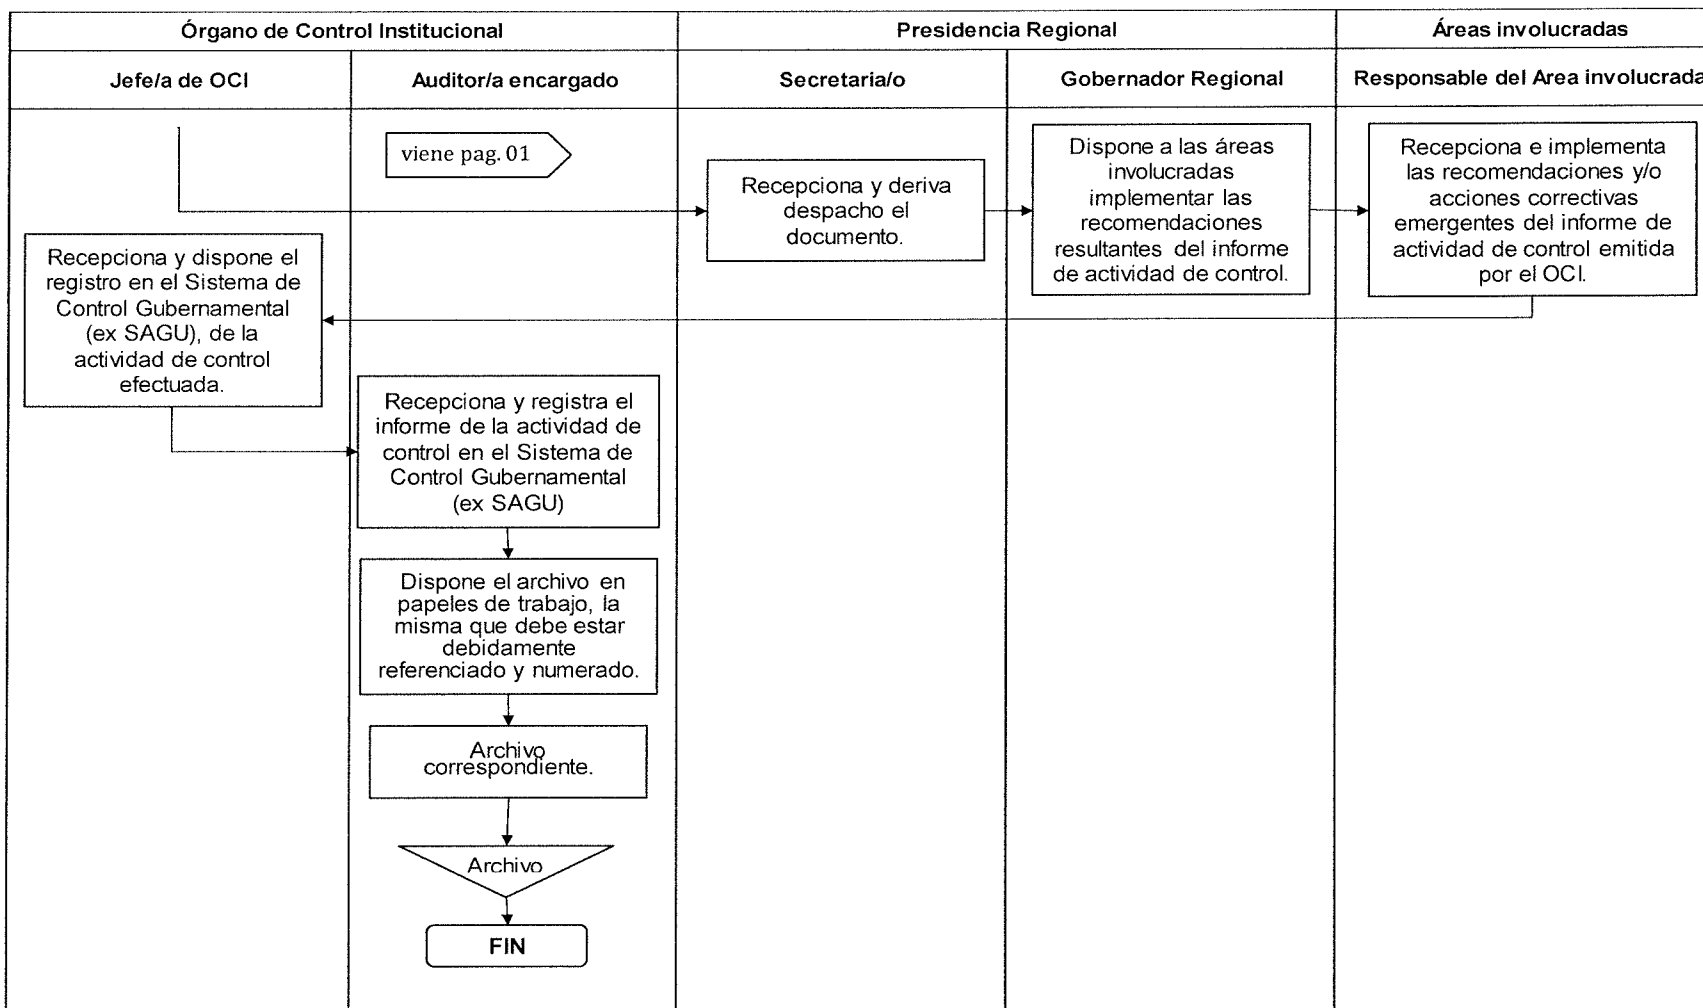 Órgano de Control Institucional
Presidencia Regional
Áreas involucradas
Jefe/a de OCI
Auditor/a encargado
Secretaria/o
Gobernador Regional
Responsable del Area involucrada
viene pag. 01
Recepciona y deriva
despacho el
documento.
Dispone a las áreas
involucradas
implementar las
recomendaciones
resultantes del informe
de actividad de control.
Recepciona e implementa
las recomendaciones y/o
acciones correctivas
emergentes del informe de
actividad de control emitida
por el OCI.
Recepciona y dispone el
registro en el Sistema de
Control Gubernamental
(ex SAGU), de la
actividad de control
efectuada.
Recepciona y registra el
informe de la actividad de
control en el Sistema de
Control Gubernamental
(ex SAGU)
Dispone el archivo en
papeles de trabajo, la
misma que debe estar
debidamente
referenciado y numerado.
Archivo
correspondiente.
Archivo
FIN